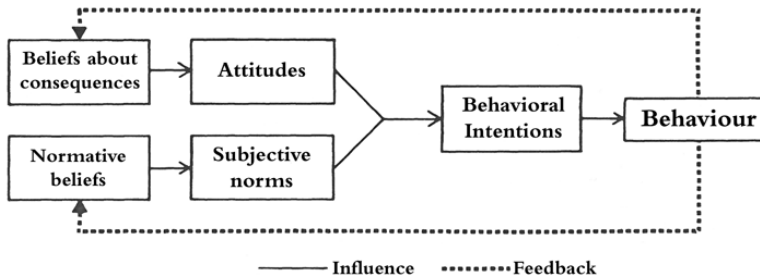 Beliefs about
consequences
Attitudes
Behavioral
Intentions
Behaviour
Normative
beliefs
Subjective
norms
Influence
Feedback